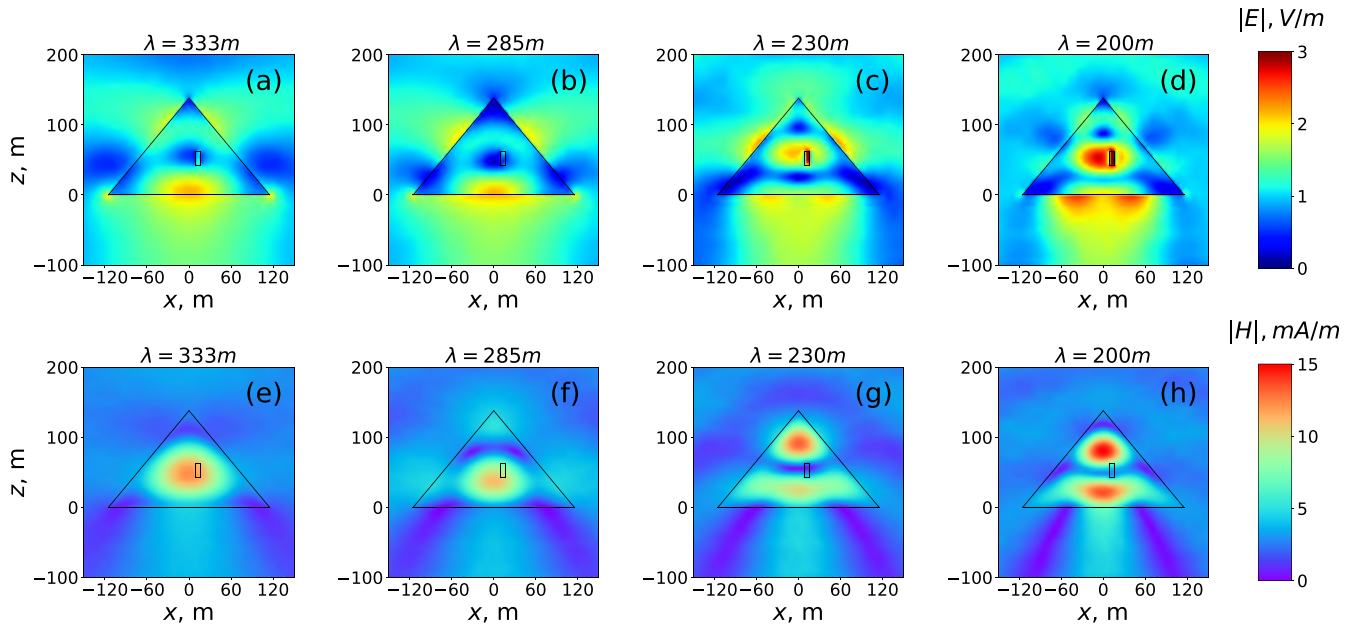 |E|, V/m
λ = 333m λ = 285m λ = 230m λ = 200m
200 200 200 200 3
(a) (b) (c) (d)
100 100 100 100 2
z, m
0 0 0 0 1
−100 −100 −100 −100 0
−120 −60 0 60 120 −120 −60 0 60 120 −120 −60 0 60 120 −120 −60 0 60 120
x, m x, m x, m x, m
|H|, mA/m
λ = 333m λ = 285m λ = 230m λ = 200m
200 200 200 200 15
(e) (f) (g) (h)
100 100 100 100 10
z, m
0 0 0 0 5
−100 −100 −100 −100 0
−120 −60 0 60 120 −120 −60 0 60 120 −120 −60 0 60 120 −120 −60 0 60 120
x, m x, m x, m x, m